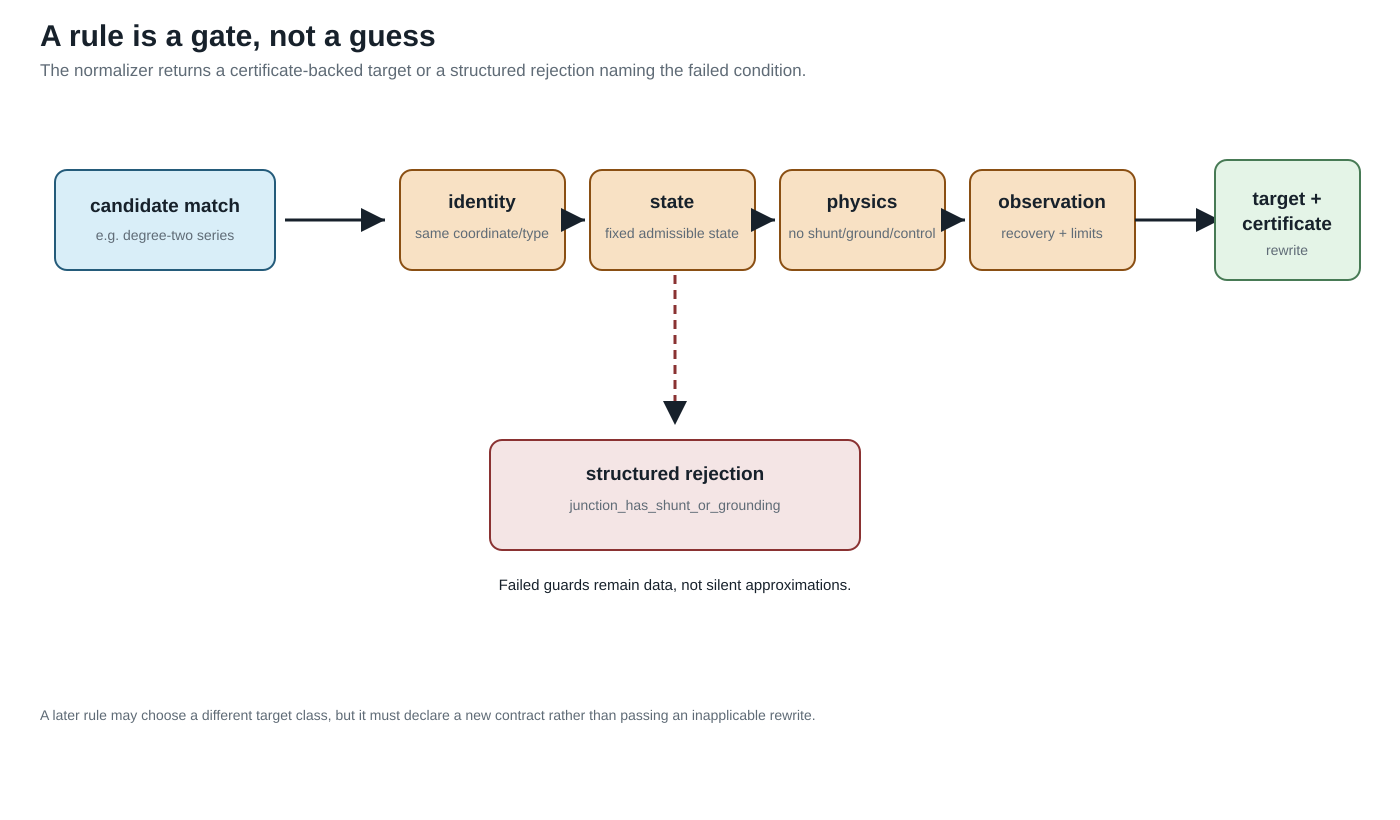 A rule is a gate, not a guess
The normalizer returns a certificate-backed target or a structured rejection naming the failed condition.
candidate match
e.g. degree-two series
identity
same coordinate/type
state
fixed admissible state
physics
no shunt/ground/control
observation
recovery + limits
target +
certificate
rewrite
structured rejection
junction_has_shunt_or_grounding
Failed guards remain data, not silent approximations.
A later rule may choose a different target class, but it must declare a new contract rather than passing an inapplicable rewrite.